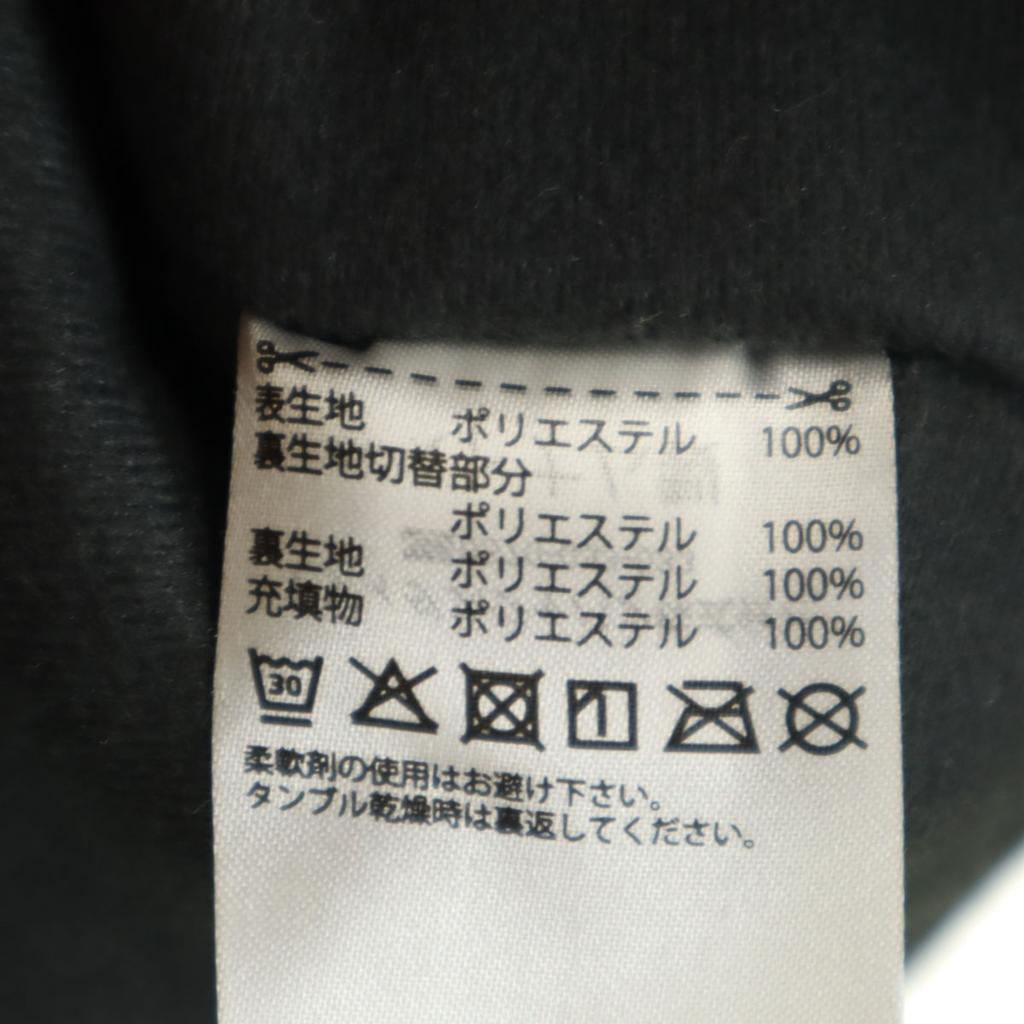 表生地 ポリエステル 100%
裏生地切替部分
ポリエステル 100%
裏生地 ポリエステル 100%
充填物 ポリエステル 100%
30
柔軟剤の使用はお避け下さい。
タンブル乾燥時は裏返してください。